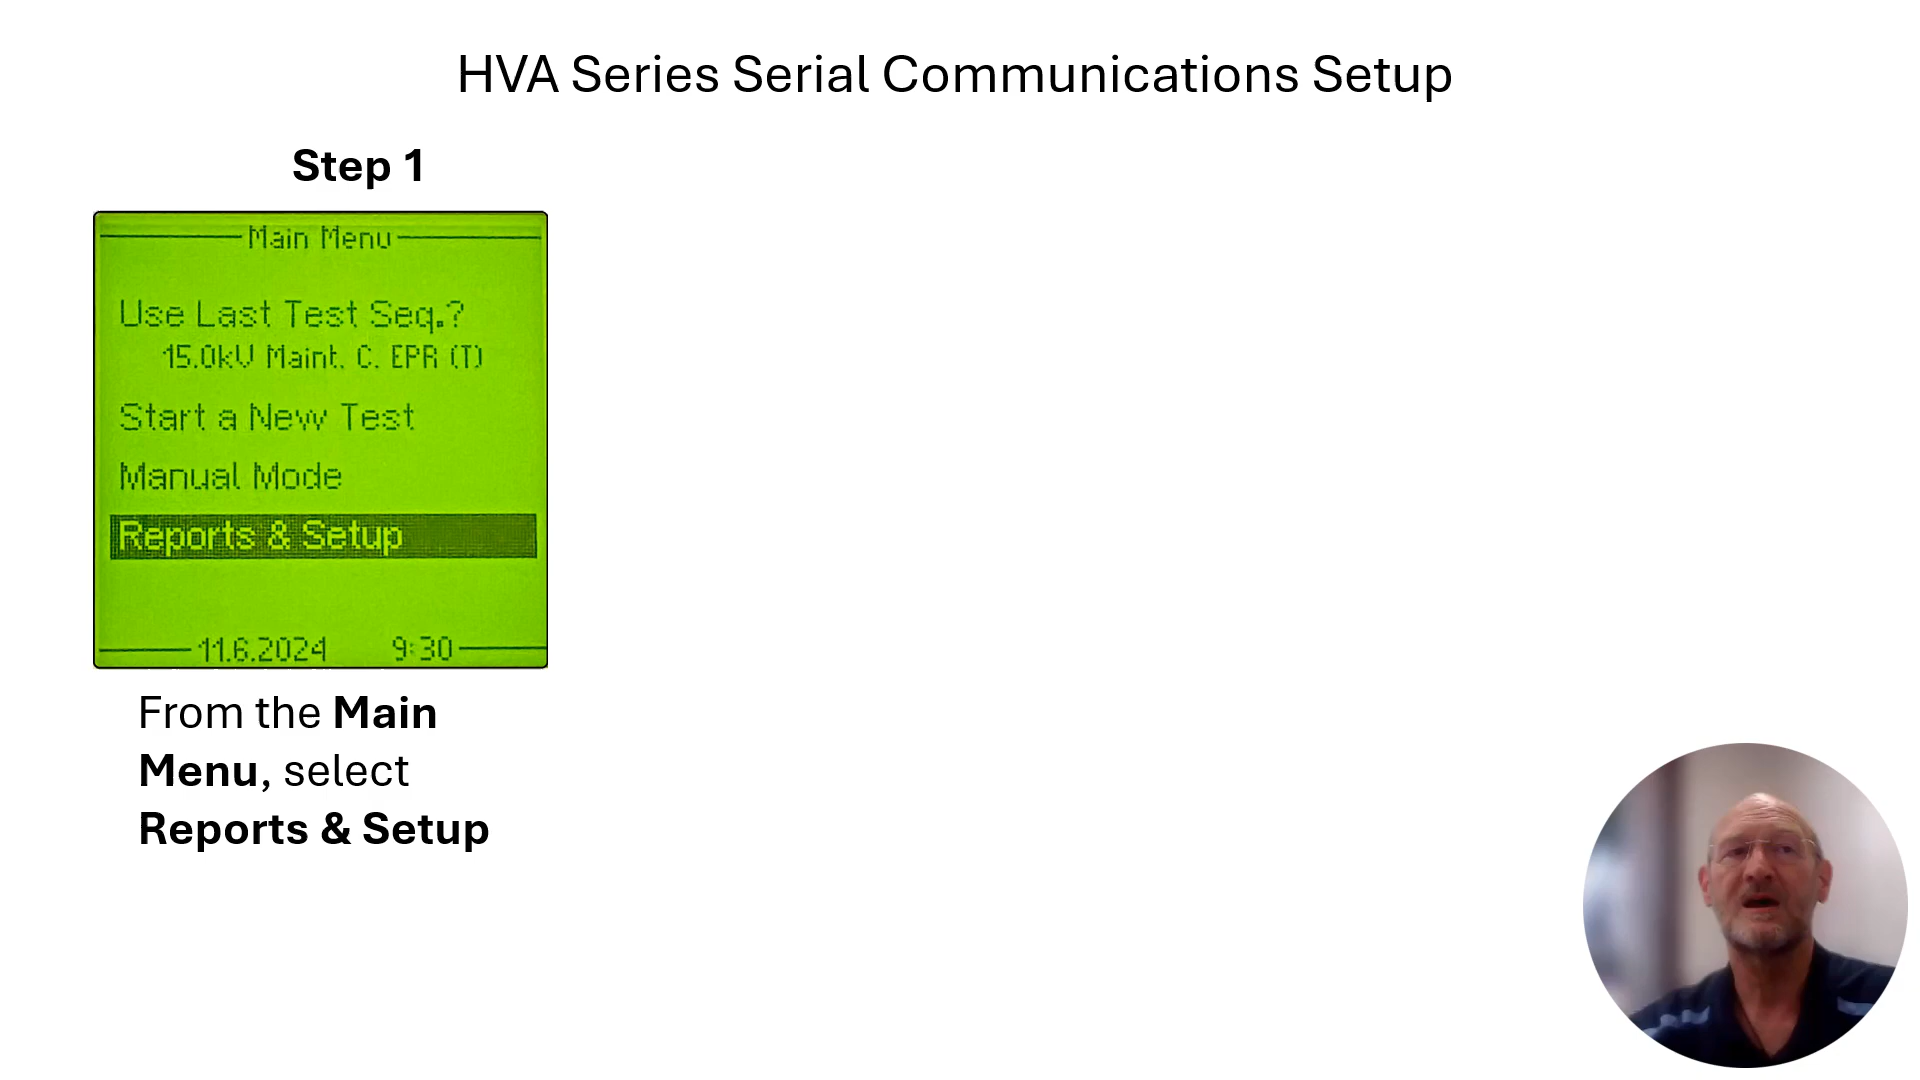 HVA Series Serial Communications Setup
Step 1
Main Menu
Use Last Test Seq.?
15.0kV Maint. C. EPR (T)
Start a New Test
Manual Mode
Reports & Setup
11.6.2024 9:30
From the Main
Menu, select
Reports & Setup